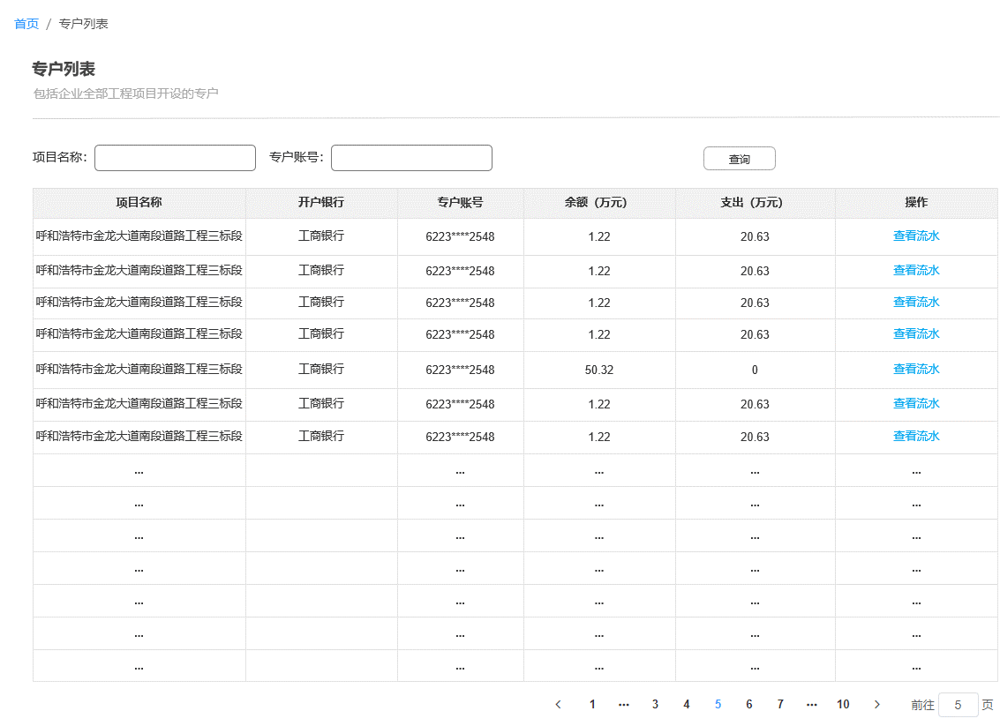 首页 / 专户列表
专户列表
包括企业全部工程项目开设的专户
项目名称： 专户账号： 查询
项目名称 开户银行 专户账号 余额（万元） 支出（万元） 操作
呼和浩特市金龙大道南段道路工程三标段 工商银行 6223****2548 1.22 20.63 查看流水
呼和浩特市金龙大道南段道路工程三标段 工商银行 6223****2548 1.22 20.63 查看流水
呼和浩特市金龙大道南段道路工程三标段 工商银行 6223****2548 1.22 20.63 查看流水
呼和浩特市金龙大道南段道路工程三标段 工商银行 6223****2548 1.22 20.63 查看流水
呼和浩特市金龙大道南段道路工程三标段 工商银行 6223****2548 50.32 0 查看流水
呼和浩特市金龙大道南段道路工程三标段 工商银行 6223****2548 1.22 20.63 查看流水
呼和浩特市金龙大道南段道路工程三标段 工商银行 6223****2548 1.22 20.63 查看流水
... ... ... ... ...
... ... ... ... ...
... ... ... ... ...
... ... ... ... ...
... ... ... ... ...
... ... ... ... ...
... ... ... ... ...
< 1 ... 3 4 5 6 7 ... 10 > 前往 5 页